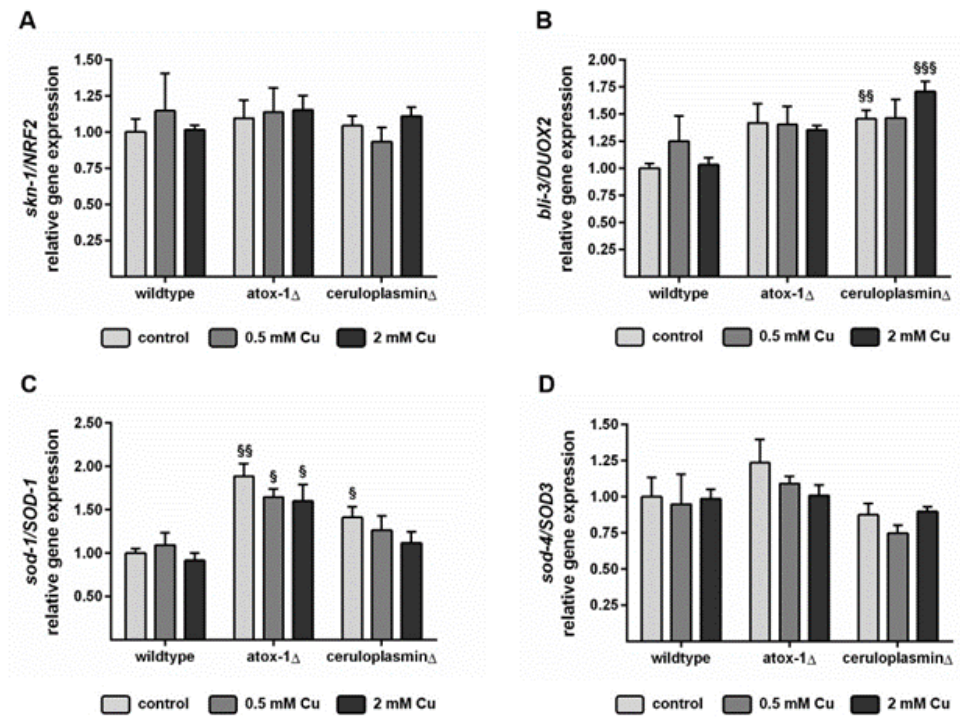 A
skn-1/NRF2
relative gene expression
1.50
1.25
1.00
0.75
0.50
0.25
wildtype atox-1Δ ceruloplasminΔ
control 0.5 mM Cu 2 mM Cu
B
bli-3/DUOX2
relative gene expression
2.00
1.75
1.50
1.25
1.00
0.75
0.50
0.25
§§ §§§
wildtype atox-1Δ ceruloplasminΔ
control 0.5 mM Cu 2 mM Cu
C
sod-1/SOD-1
relative gene expression
2.50
2.00
1.50
1.00
0.50
§§ § § §
wildtype atox-1Δ ceruloplasminΔ
control 0.5 mM Cu 2 mM Cu
D
sod-4/SOD3
relative gene expression
1.50
1.25
1.00
0.75
0.50
0.25
wildtype atox-1Δ ceruloplasminΔ
control 0.5 mM Cu 2 mM Cu